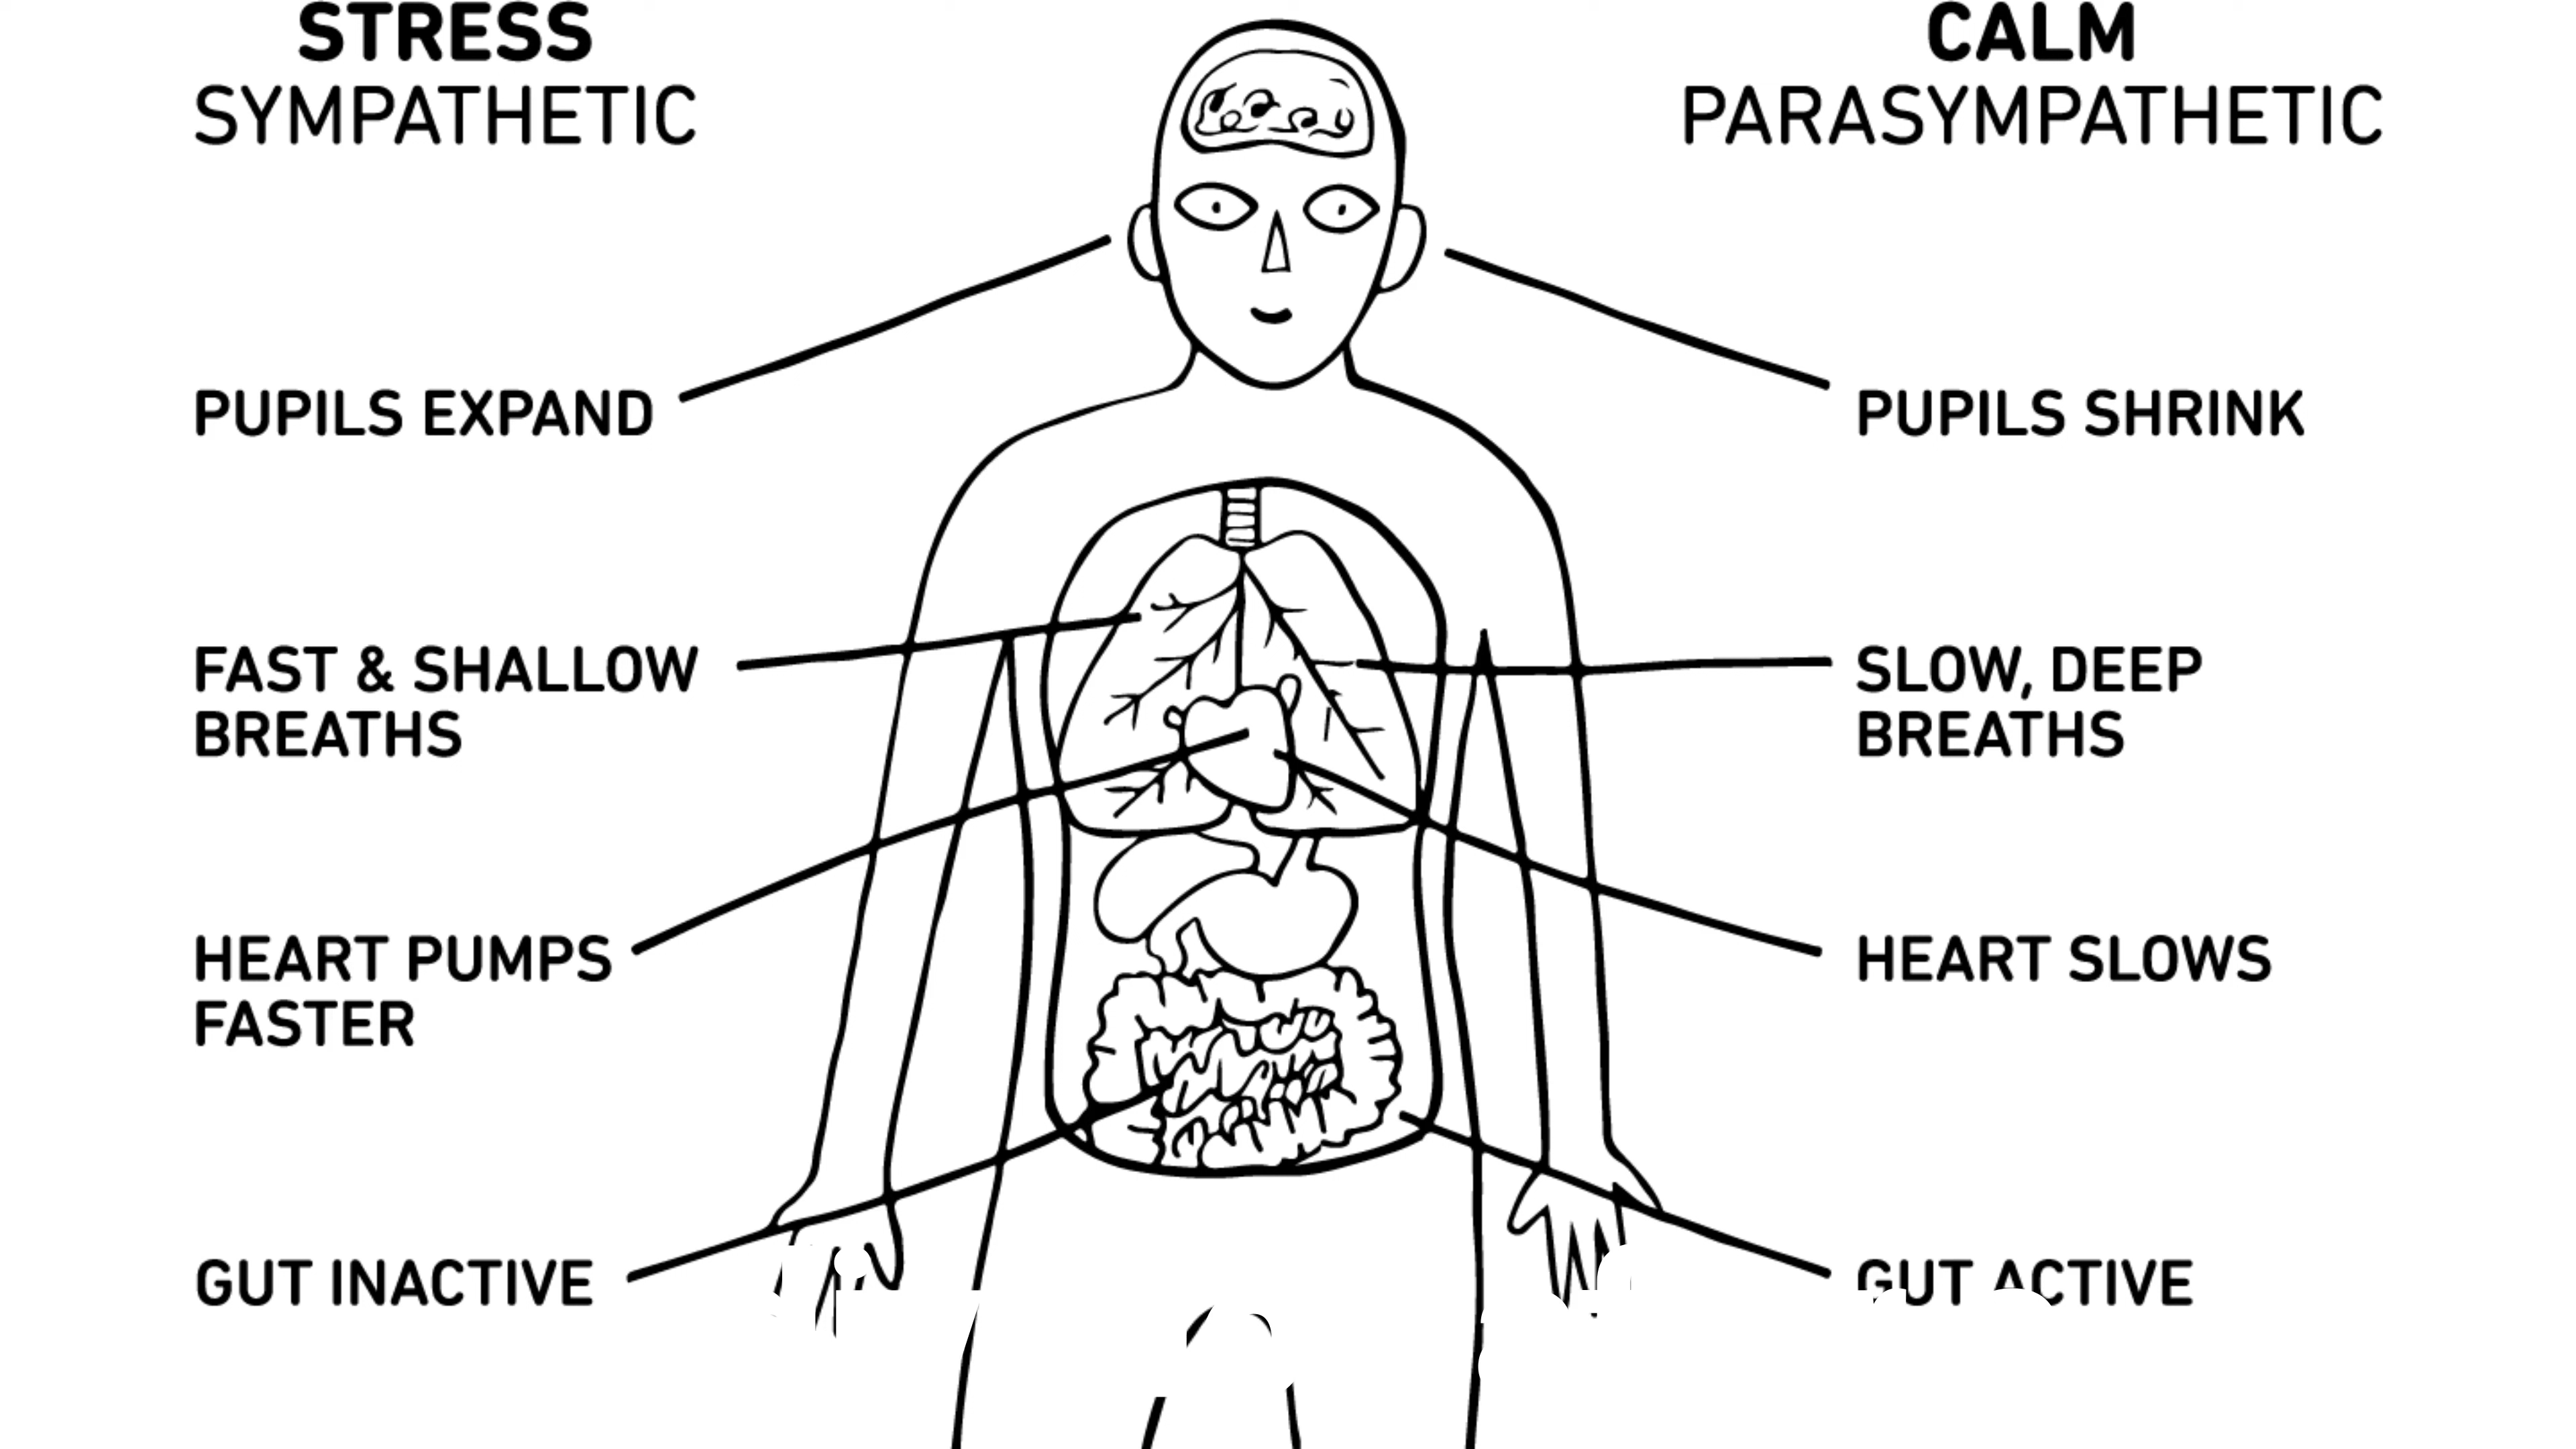 STRESS
SYMPATHETIC
PUPILS EXPAND
FAST & SHALLOW
BREATHS
HEART PUMPS
FASTER
GUT INACTIVE
CALM
PARASYMPATHETIC
PUPILS SHRINK
SLOW, DEEP
BREATHS
HEART SLOWS
GUT ACTIVE